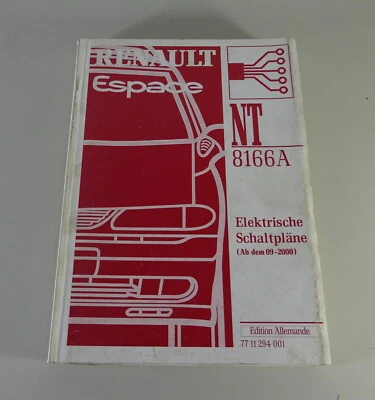 RENAULT
Espace
NT
8166A
Elektrische
Schaltpläne
(Ab dem 09-2000)
Edition Allemande
77 11 294 001